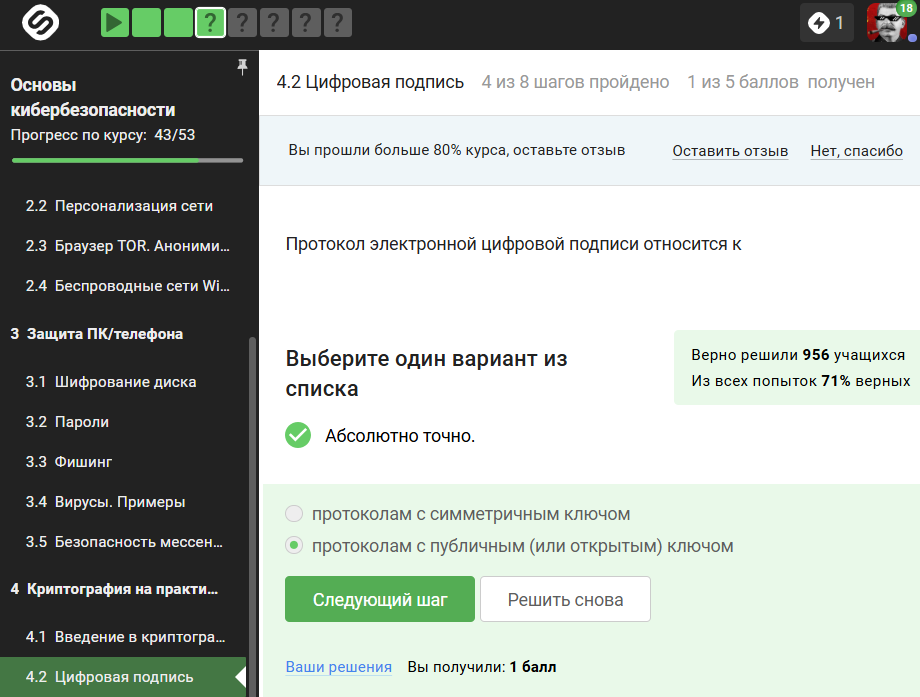 ? ? ? ? ?
1
18
Основы
кибербезопасности
Прогресс по курсу: 43/53
2.2 Персонализация сети
2.3 Браузер TOR. Аноними...
2.4 Беспроводные сети Wi...
3 Защита ПК/телефона
3.1 Шифрование диска
3.2 Пароли
3.3 Фишинг
3.4 Вирусы. Примеры
3.5 Безопасность мессен...
4 Криптография на практи...
4.1 Введение в криптогра...
4.2 Цифровая подпись
4.2 Цифровая подпись 4 из 8 шагов пройдено 1 из 5 баллов получен
Вы прошли больше 80% курса, оставьте отзыв Оставить отзыв Нет, спасибо
Протокол электронной цифровой подписи относится к
Выберите один вариант из
списка
Верно решили 956 учащихся
Из всех попыток 71% верных
Абсолютно точно.
протоколам с симметричным ключом
протоколам с публичным (или открытым) ключом
Следующий шаг Решить снова
Ваши решения Вы получили: 1 балл